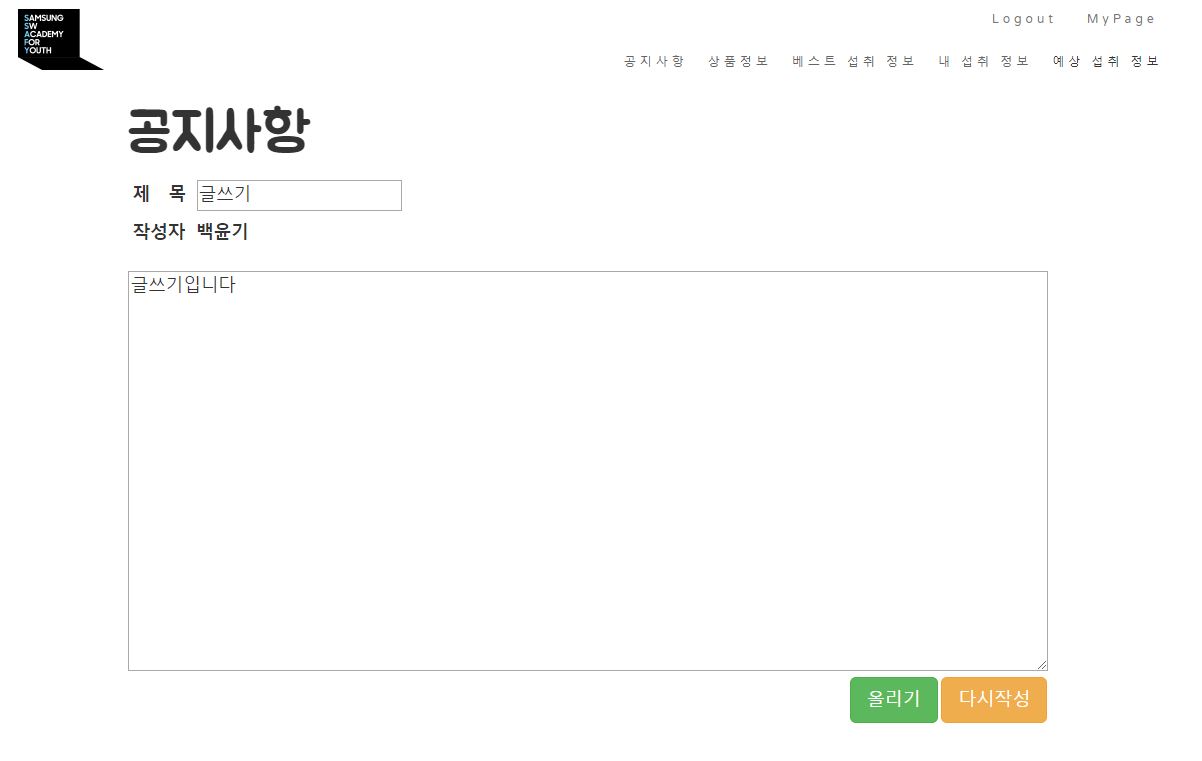 SAMSUNG
SW
ACADEMY
FOR
YOUTH
Logout MyPage
공지사항 상품정보 베스트 섭취 정보 내 섭취 정보 예상 섭취 정보
공지사항
제 목 글쓰기
작성자 백윤기
글쓰기입니다
올리기 다시작성